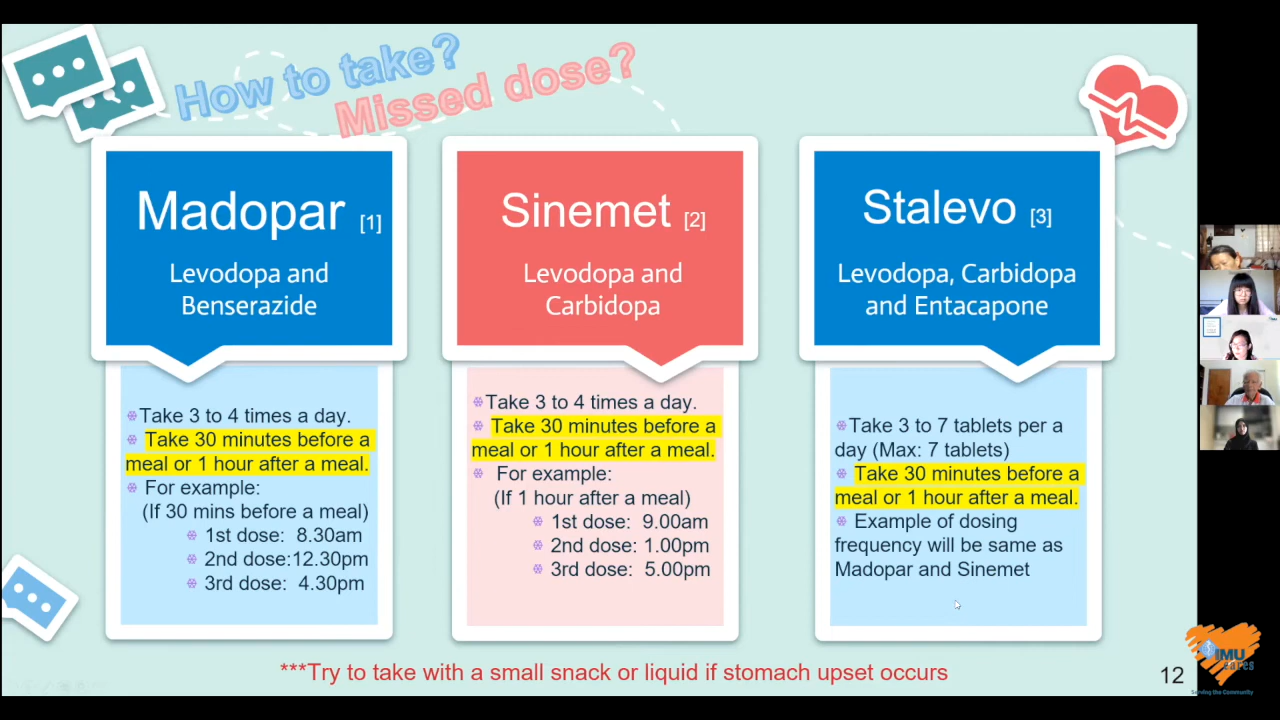 How to take?
Missed dose?
Madopar [1]
Levodopa and
Benserazide
Take 3 to 4 times a day.
Take 30 minutes before a
meal or 1 hour after a meal.
For example:
(If 30 mins before a meal)
1st dose: 8.30am
2nd dose:12.30pm
3rd dose: 4.30pm
Sinemet [2]
Levodopa and
Carbidopa
Take 3 to 4 times a day.
Take 30 minutes before a
meal or 1 hour after a meal.
For example:
(If 1 hour after a meal)
1st dose: 9.00am
2nd dose: 1.00pm
3rd dose: 5.00pm
Stalevo [3]
Levodopa, Carbidopa
and Entacapone
Take 3 to 7 tablets per a
day (Max: 7 tablets)
Take 30 minutes before a
meal or 1 hour after a meal.
Example of dosing
frequency will be same as
Madopar and Sinemet
***Try to take with a small snack or liquid if stomach upset occurs
12
IMU
Cares
Serving the Community